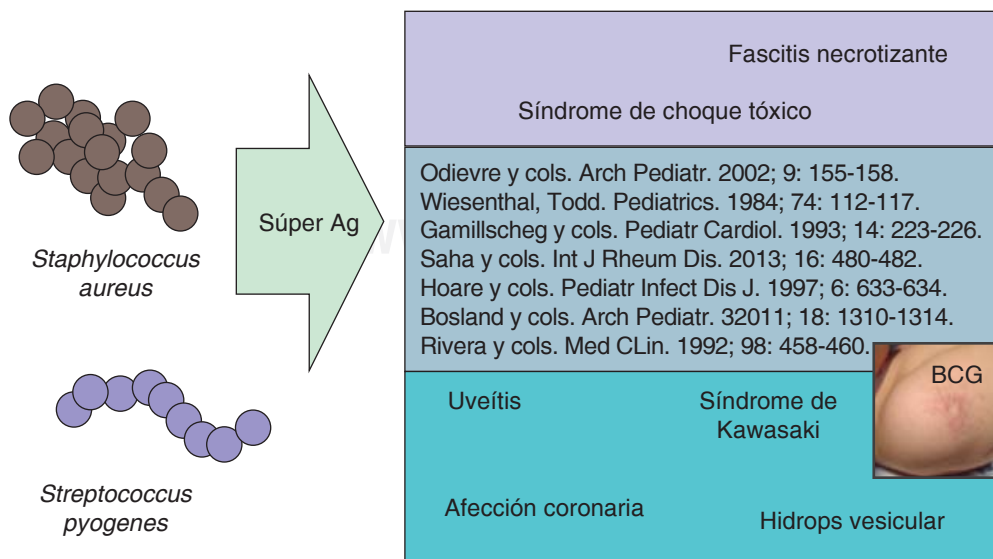 Fascitis necrotizante
Síndrome de choque tóxico
Odievre y cols. Arch Pediatr. 2002; 9: 155-158.
Wiesenthal, Todd. Pediatrics. 1984; 74: 112-117.
Gamillscheg y cols. Pediatr Cardiol. 1993; 14: 223-226.
Saha y cols. Int J Rheum Dis. 2013; 16: 480-482.
Hoare y cols. Pediatr Infect Dis J. 1997; 6: 633-634.
Bosland y cols. Arch Pediatr. 32011; 18: 1310-1314.
Rivera y cols. Med CLin. 1992; 98: 458-460.
Súper Ag
Staphylococcus
aureus
BCG
Uveítis
Síndrome de
Kawasaki
Afección coronaria
Hidrops vesicular
Streptococcus
pyogenes